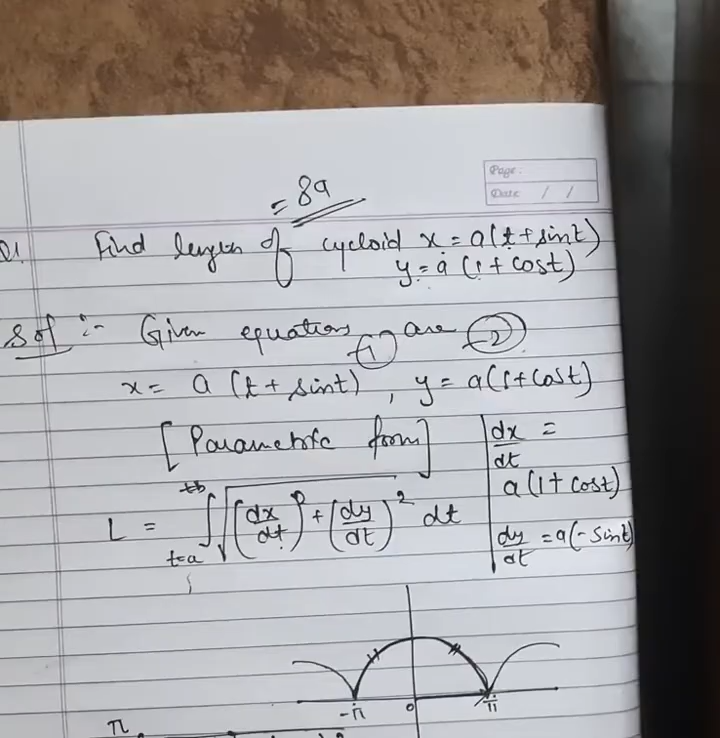 = 8a
Page :
Date / /
Q1. Find length of cycloid x = a(t + sint)
y = a (1 + cost)
Sol :- Given equations are
x = a (t + sint) —(1), y = a(1+cost) —(2)
[Parametric form]
dx/dt =
a(1 + cost)
L = ∫ t=a t=b √((dx/dt)² + (dy/dt)²) dt
dy/dt = a(-sint)
-π 0 π
π